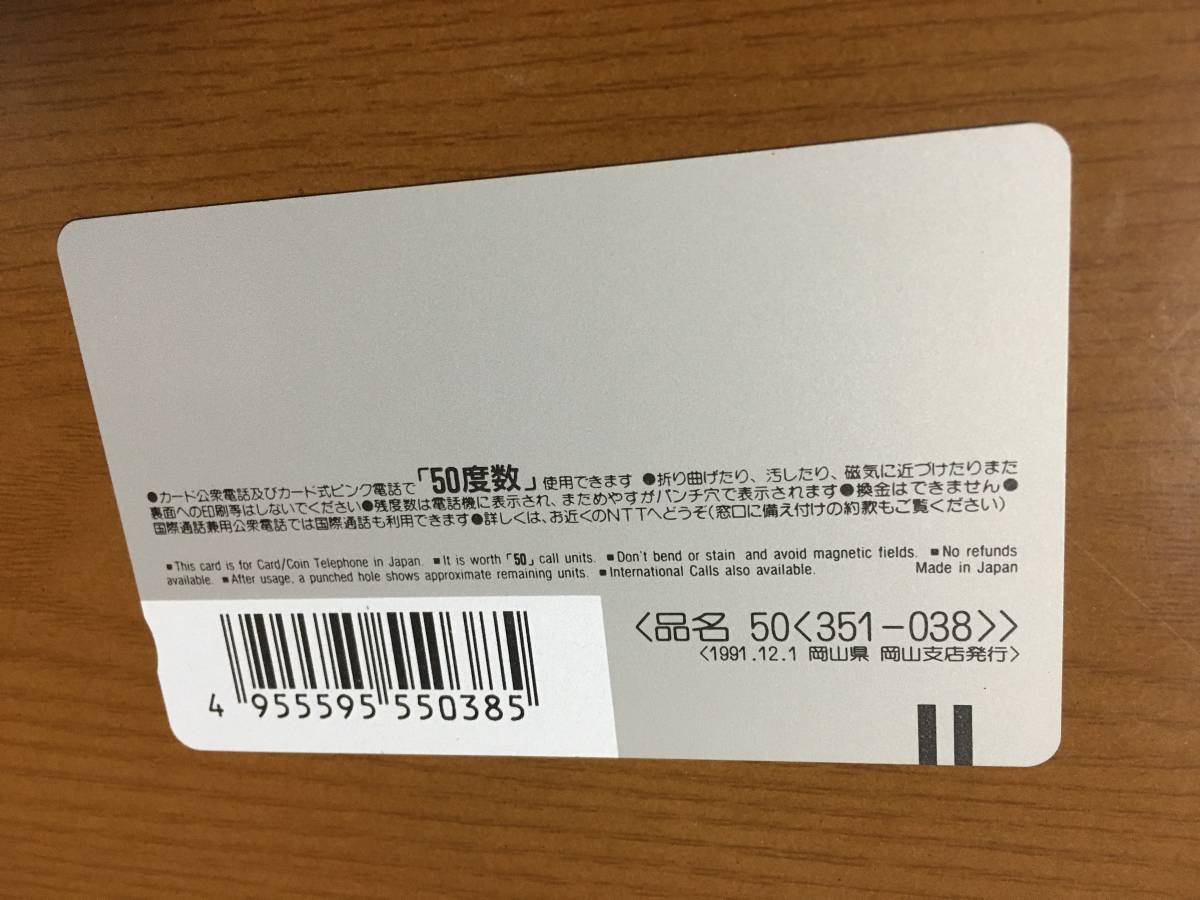 ●カード公衆電話及びカード式ピンク電話で「50度数」使用できます ●折り曲げたり、汚したり、磁気に近づけたりまた
裏面への印刷等はしないでください●残度数は電話機に表示され、まためやすがパンチ穴で表示されます●換金はできません●
国際通話兼用公衆電話では国際通話も利用できます●詳しくは、お近くのNTTへどうぞ(窓口に備え付けの約款もご覧ください)
■This card is for Card/Coin Telephone in Japan. ■It is worth「50」call units. ■Don't bend or stain and avoid magnetic fields. ■No refunds
available. ■After usage, a punched hole shows approximate remaining units. ■International Calls also available. Made in Japan
<品名 50<351-038>>
<1991.12.1 岡山県 岡山支店発行>
4 955595 550385